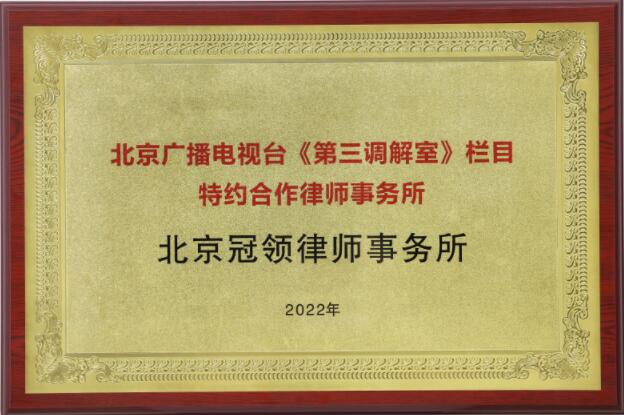 北京广播电视台《第三调解室》栏目
特约合作律师事务所
北京冠领律师事务所
2022年